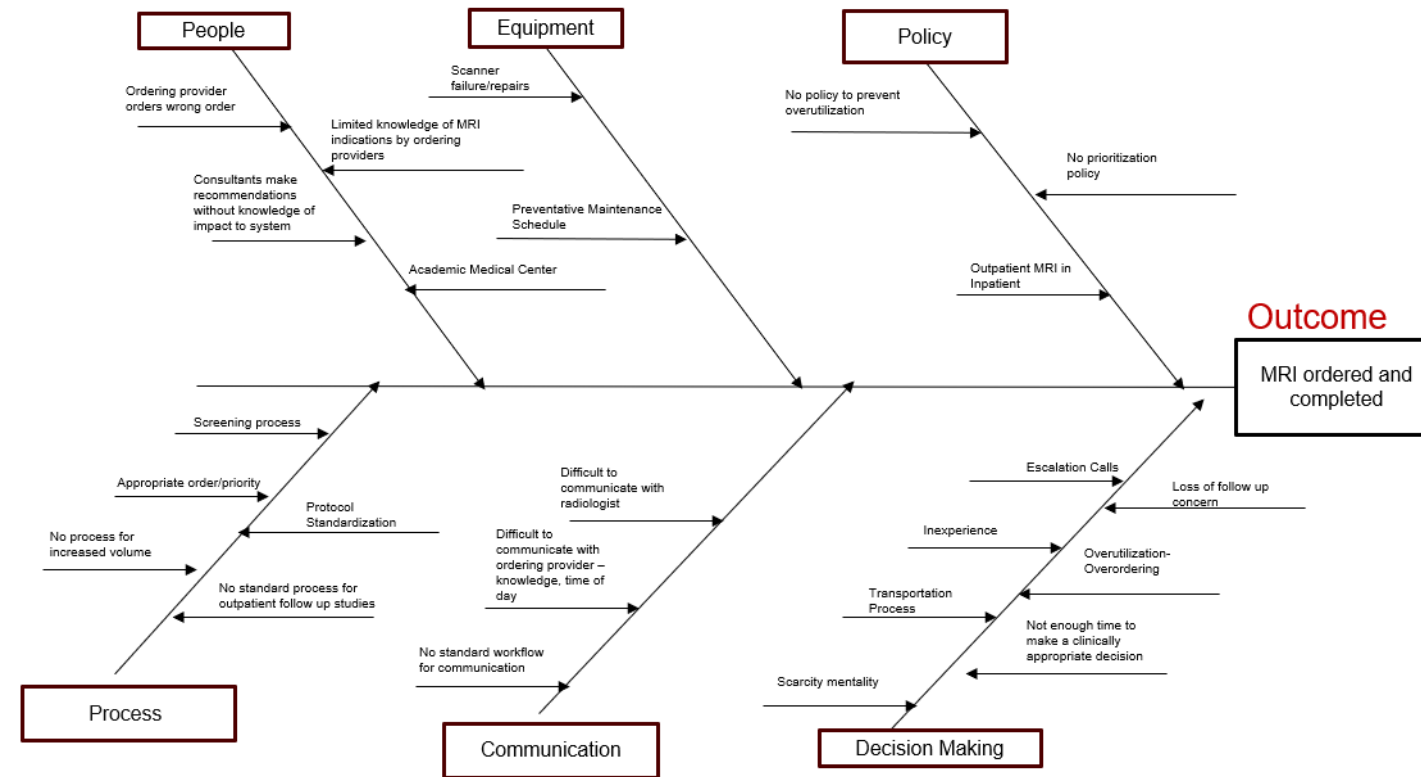 People
Equipment
Policy
Ordering provider
orders wrong order
Limited knowledge of MRI
indications by ordering
providers
Consultants make
recommendations
without knowledge of
impact to system
Academic Medical Center
Scanner
failure/repairs
Preventative Maintenance
Schedule
No policy to prevent
overutilization
No prioritization
policy
Outpatient MRI in
Inpatient
Outcome
MRI ordered and
completed
Screening process
Appropriate order/priority
Protocol
Standardization
No process for
increased volume
No standard process for
outpatient follow up studies
Process
Difficult to
communicate with
radiologist
Difficult to
communicate with
ordering provider –
knowledge, time of
day
No standard workflow
for communication
Communication
Escalation Calls
Loss of follow up
concern
Inexperience
Overutilization-
Overordering
Transportation
Process
Not enough time to
make a clinically
appropriate decision
Scarcity mentality
Decision Making